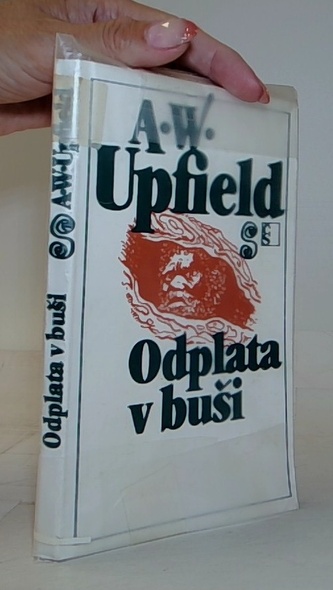 A·W·
Upfield
Odplata
v buši
A·W·Upfield
Odplata v buši